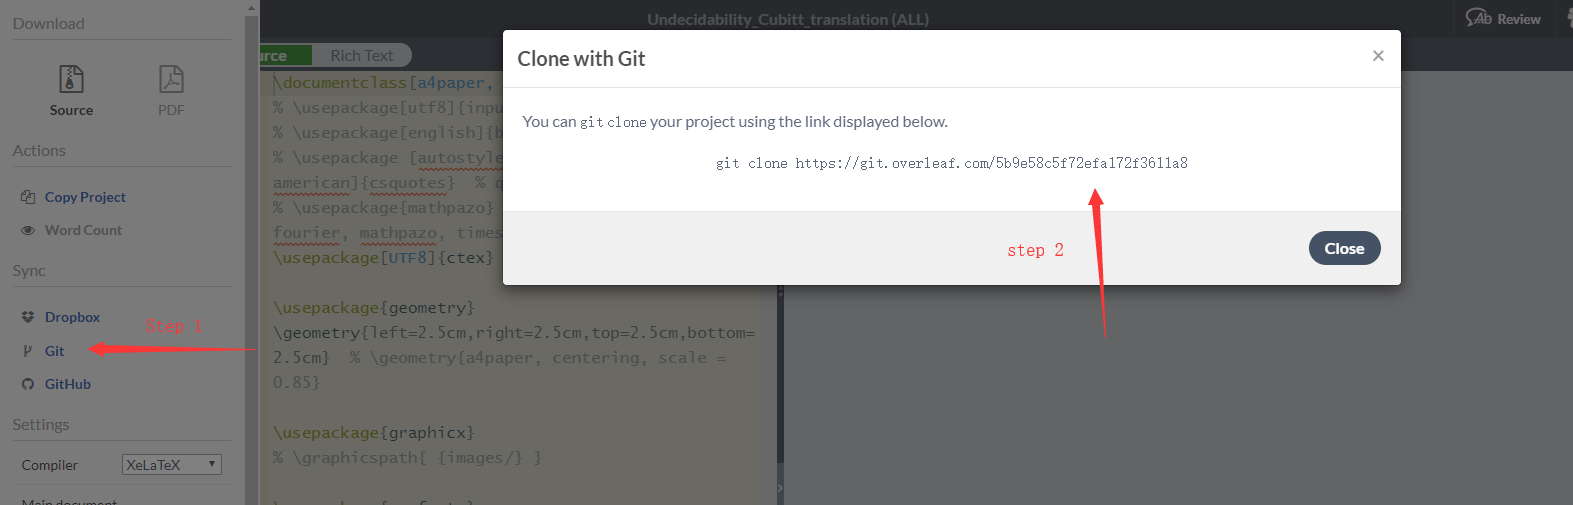 Download
Source
PDF
Actions
Copy Project
Word Count
Sync
Dropbox
Step 1
Git
GitHub
Settings
Compiler
XeLaTeX
Main document
Undecidability_Cubitt_translation (ALL)
Ab Review
urce
Rich Text
\documentclass[a4paper,
% \usepackage[utf8]{inpu
% \usepackage[english]{b
% \usepackage [autostyle
american]{csquotes} % q
% \usepackage{mathpazo}
fourier, mathpazo, times
\usepackage[UTF8]{ctex}
\usepackage{geometry}
\geometry{left=2.5cm,right=2.5cm,top=2.5cm,bottom=
2.5cm} % \geometry{a4paper, centering, scale =
0.85}
\usepackage{graphicx}
% \graphicspath{ {images/} }
Clone with Git
×
You can git clone your project using the link displayed below.
git clone https://git.overleaf.com/5b9e58c5f72efa172f3611a8
step 2
Close